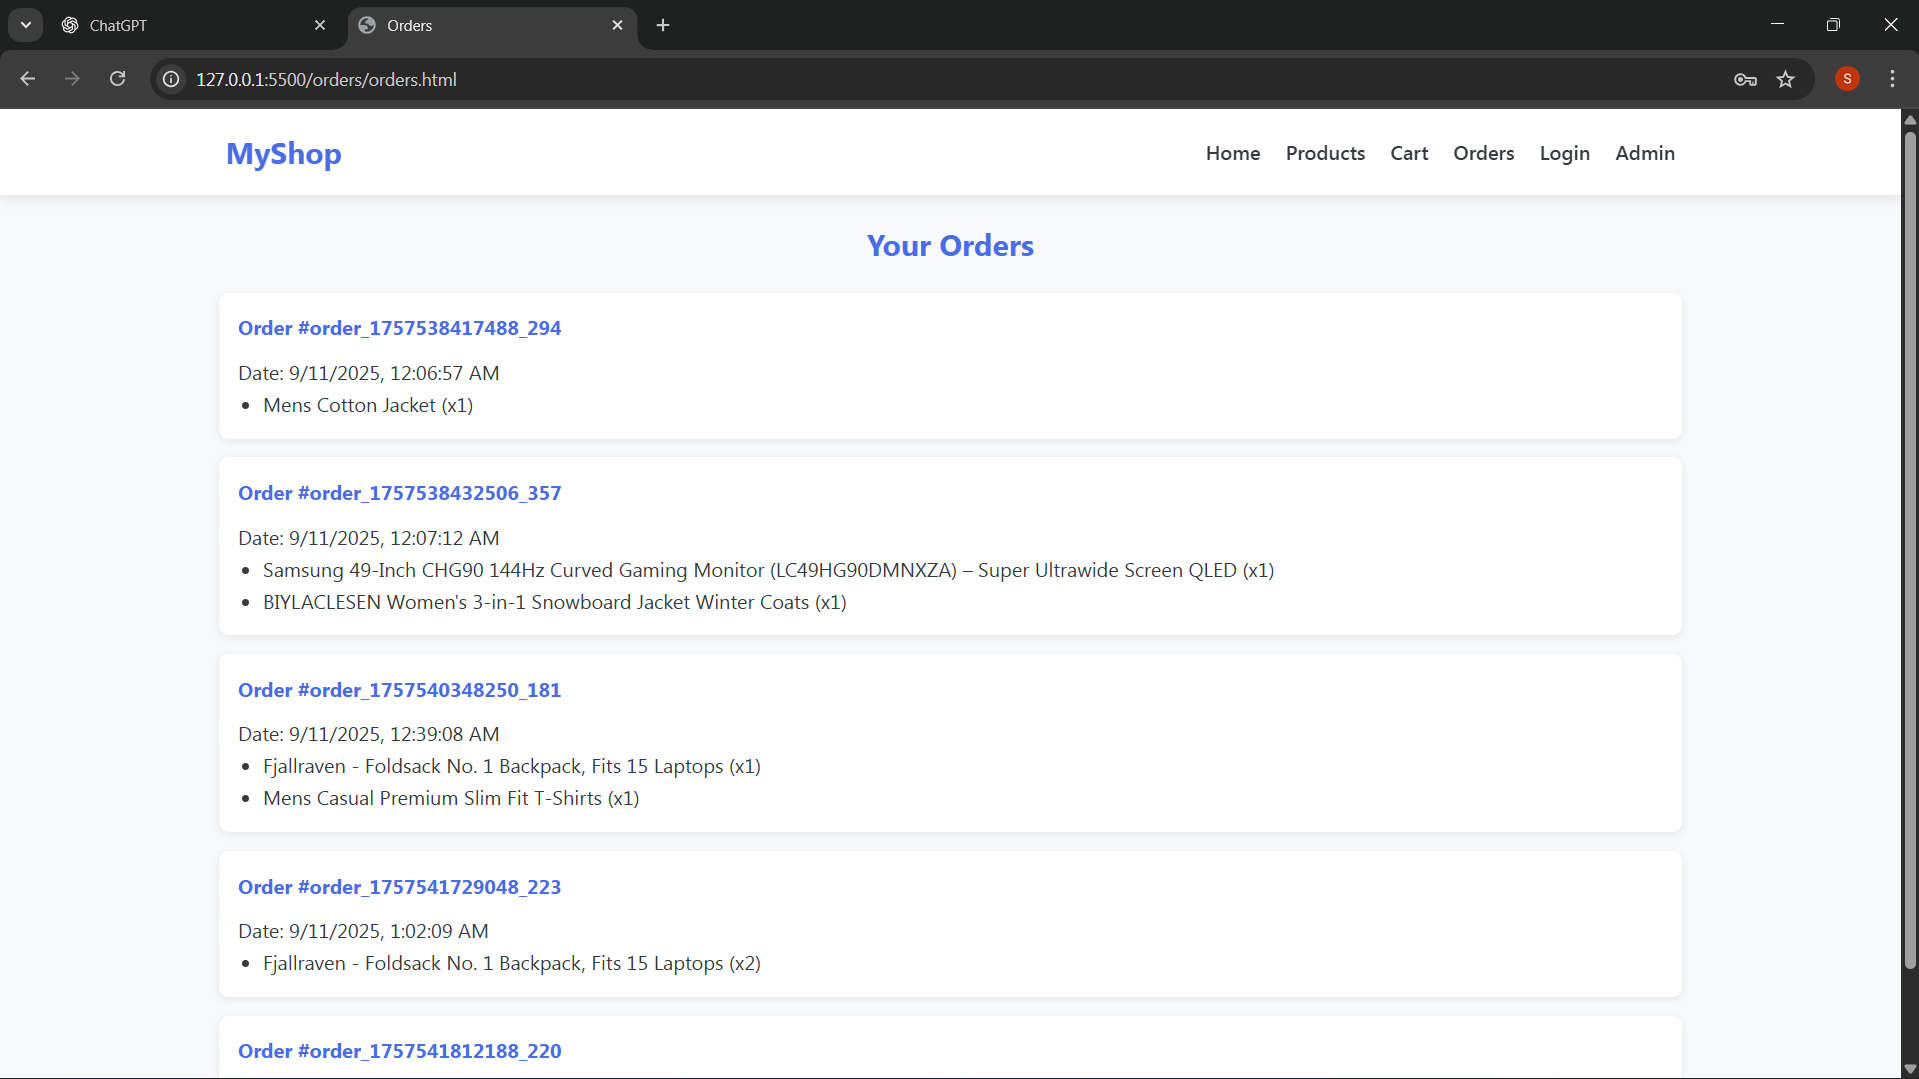 ChatGPT
Orders
127.0.0.1:5500/orders/orders.html
S
MyShop
Home Products Cart Orders Login Admin
Your Orders
Order #order_1757538417488_294
Date: 9/11/2025, 12:06:57 AM
• Mens Cotton Jacket (x1)
Order #order_1757538432506_357
Date: 9/11/2025, 12:07:12 AM
• Samsung 49-Inch CHG90 144Hz Curved Gaming Monitor (LC49HG90DMNXZA) – Super Ultrawide Screen QLED (x1)
• BIYLACLESEN Women's 3-in-1 Snowboard Jacket Winter Coats (x1)
Order #order_1757540348250_181
Date: 9/11/2025, 12:39:08 AM
• Fjallraven - Foldsack No. 1 Backpack, Fits 15 Laptops (x1)
• Mens Casual Premium Slim Fit T-Shirts (x1)
Order #order_1757541729048_223
Date: 9/11/2025, 1:02:09 AM
• Fjallraven - Foldsack No. 1 Backpack, Fits 15 Laptops (x2)
Order #order_1757541812188_220